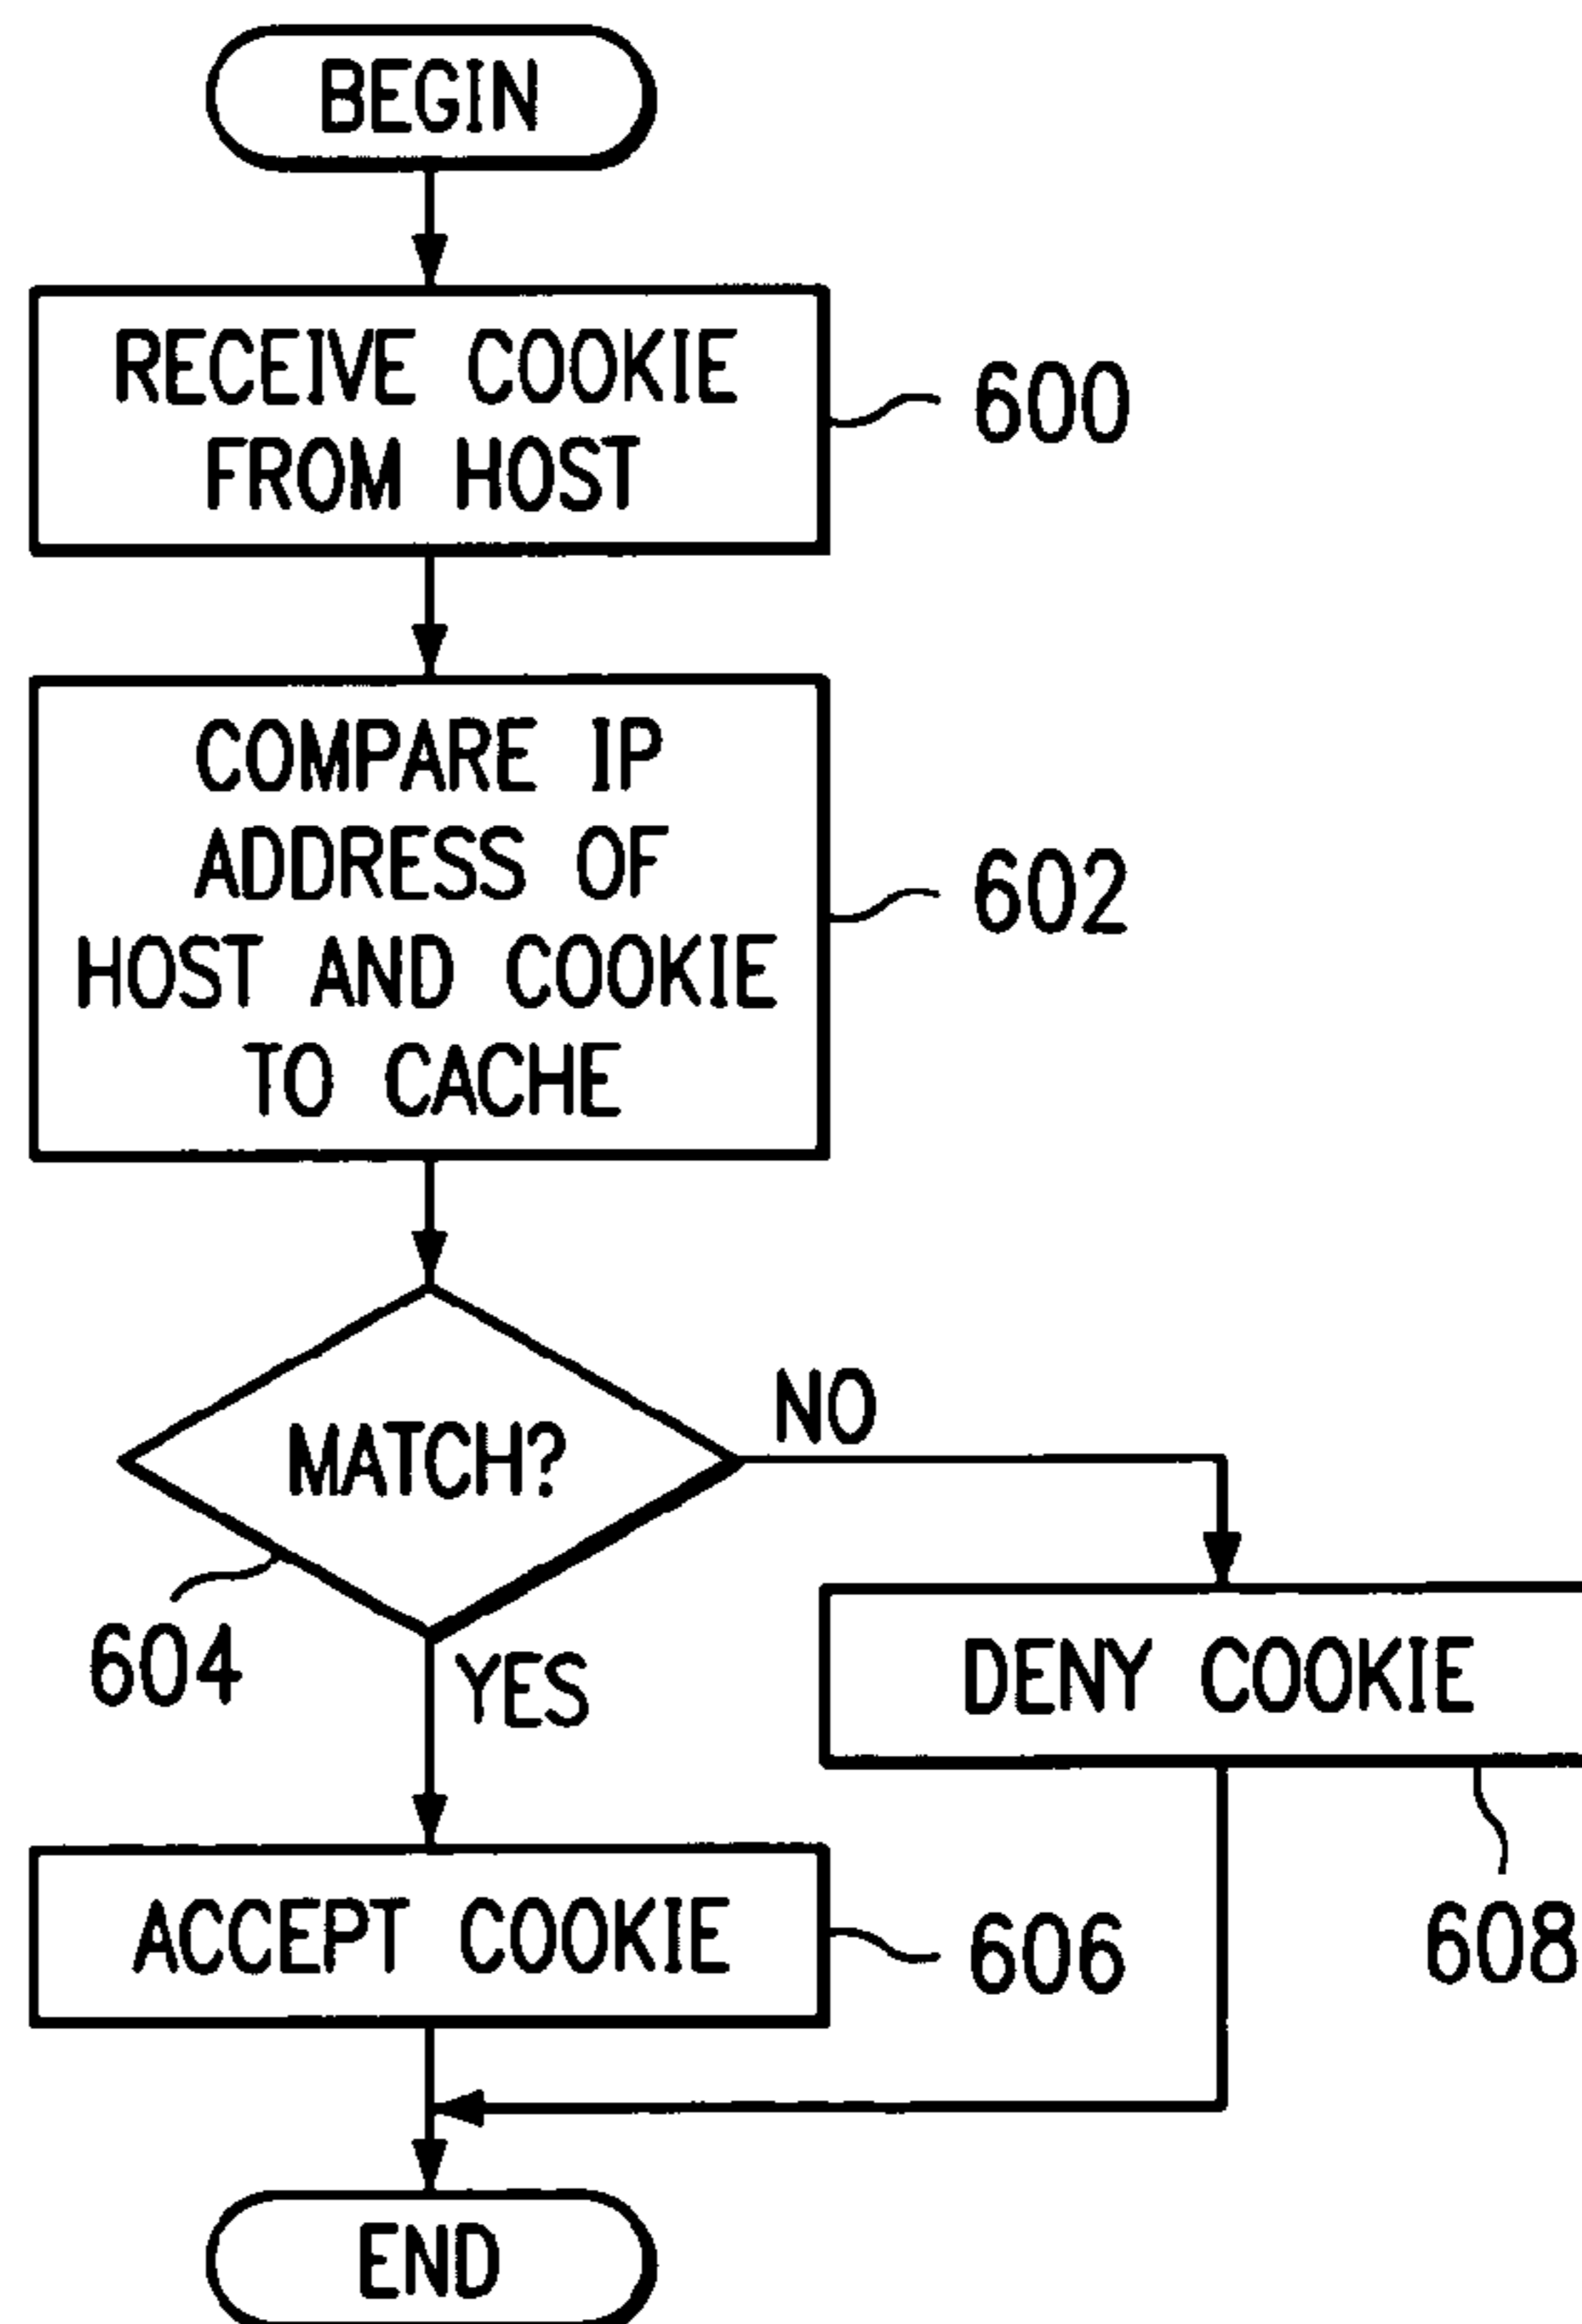 BEGIN
RECEIVE COOKIE
FROM HOST
600
COMPARE IP
ADDRESS OF
HOST AND COOKIE
TO CACHE
602
MATCH?
NO
604
YES
DENY COOKIE
608
ACCEPT COOKIE
606
END